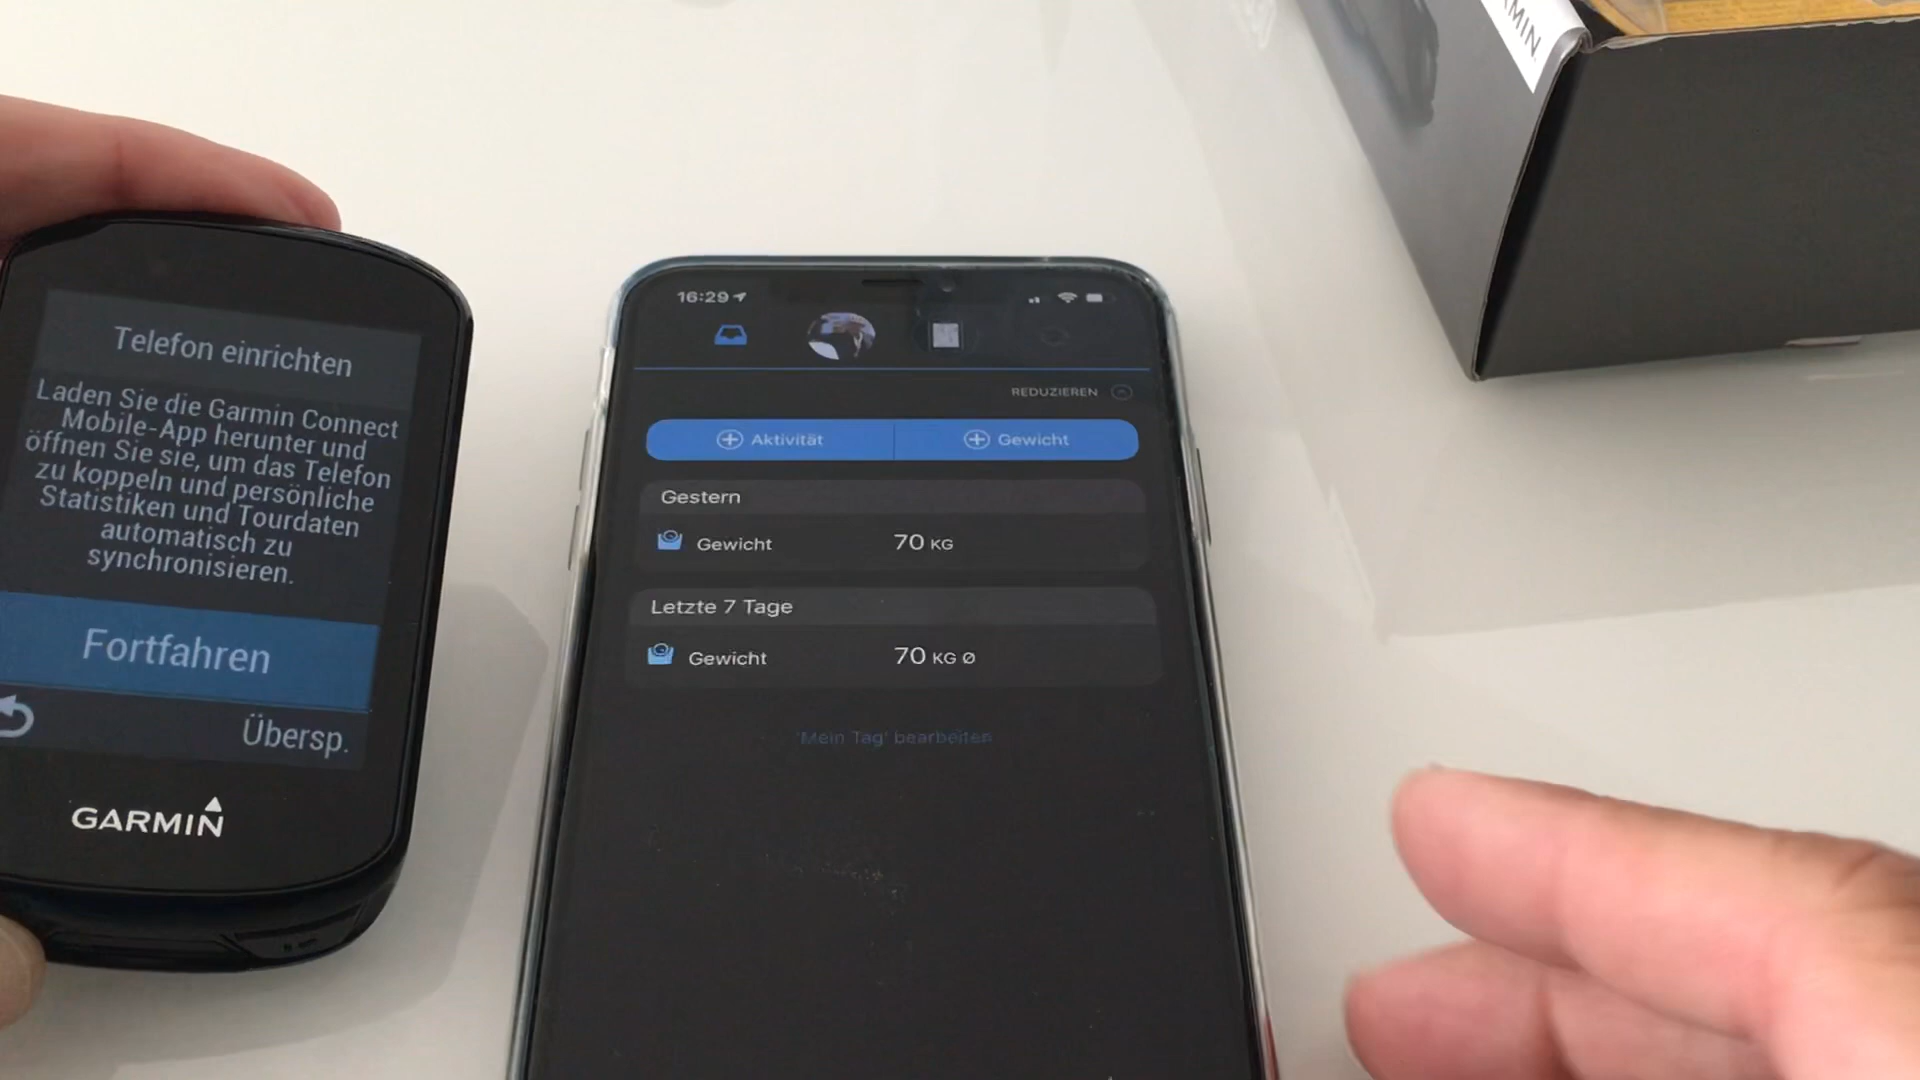 Telefon einrichten
Laden Sie die Garmin Connect
Mobile-App herunter und
öffnen Sie sie, um das Telefon
zu koppeln und persönliche
Statistiken und Tourdaten
automatisch zu
synchronisieren.
Fortfahren
Übersp.
GARMIN
16:29
REDUZIEREN
Aktivität
Gewicht
Gestern
Gewicht 70 KG
Letzte 7 Tage
Gewicht 70 KG Ø
'Mein Tag' bearbeiten
RMIN